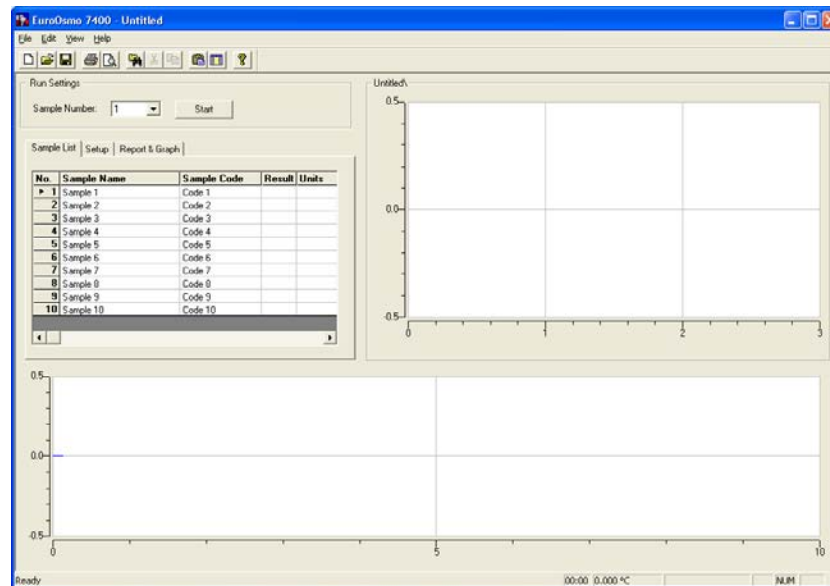 EuroOsmo 7400 - Untitled
File Edit View Help
Run Settings
Sample Number: 1 Start
Sample List Setup Report & Graph
No. Sample Name Sample Code Result Units
1 Sample 1 Code 1
2 Sample 2 Code 2
3 Sample 3 Code 3
4 Sample 4 Code 4
5 Sample 5 Code 5
6 Sample 6 Code 6
7 Sample 7 Code 7
8 Sample 8 Code 8
9 Sample 9 Code 9
10 Sample 10 Code 10
Untitled\
0.5
0.0
-0.5
0 1 2 3
0.5
0.0
-0.5
0 5 10
Ready 00:00 0.000 °C NUM